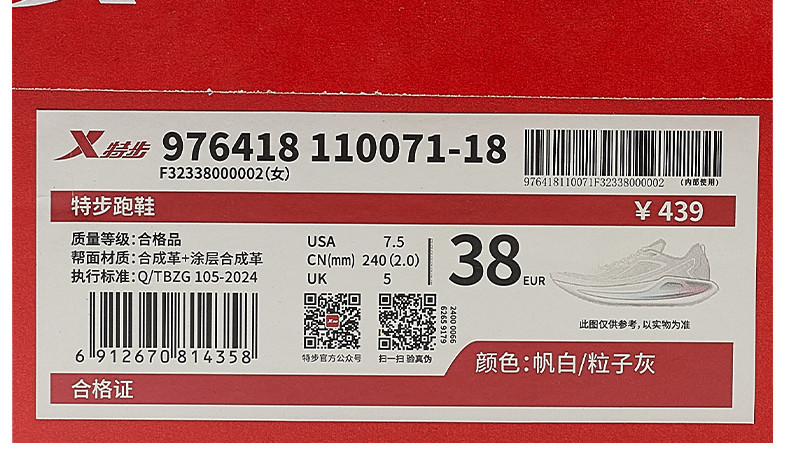 特步 976418 110071-18
F32338000002(女)
976418110071F32338000002 (内部使用)
特步跑鞋
¥ 439
质量等级:合格品
帮面材质:合成革+涂层合成革
执行标准:Q/TBZG 105-2024
USA 7.5
CN(mm) 240 (2.0)
UK 5
38 EUR
此图仅供参考,以实物为准
6 912670 814358
特步官方公众号
扫一扫 验真伪
2400 0066
6265 9179
颜色:帆白/粒子灰
合格证